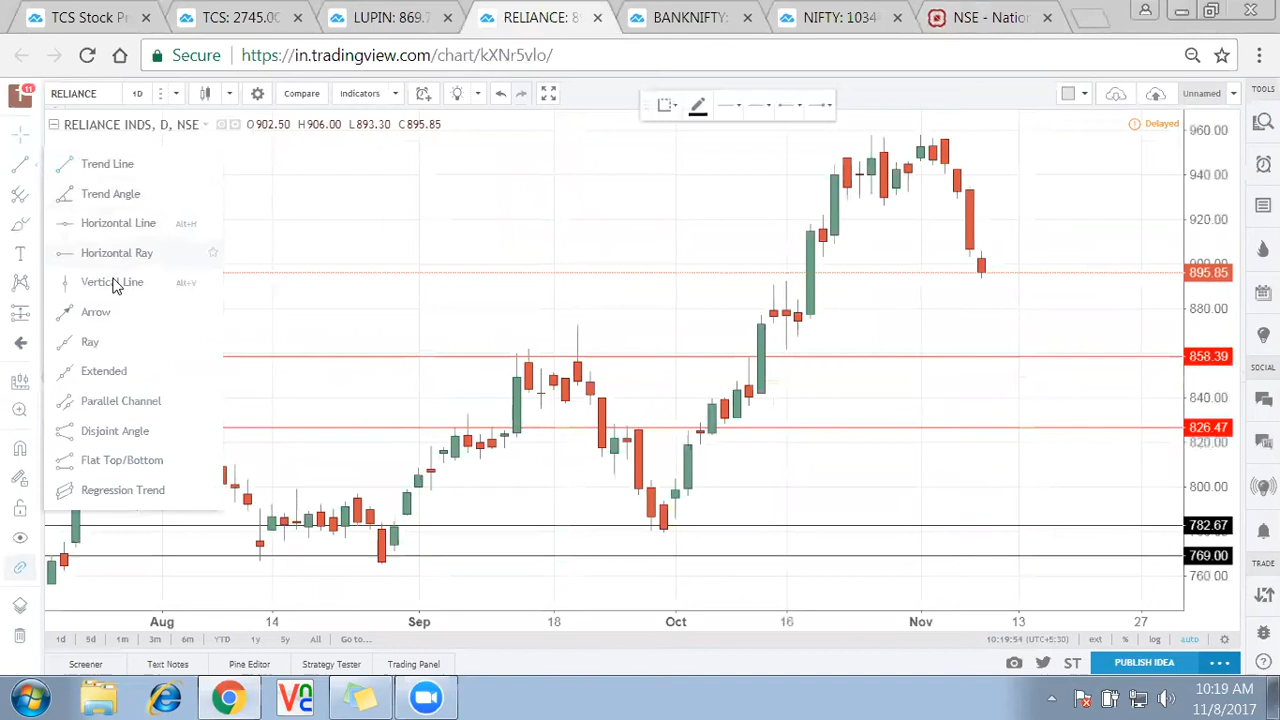 TCS Stock P
TCS: 2745.0
LUPIN: 869.7
RELIANCE: 8
BANKNIFTY:
NIFTY: 1034
NSE - Nation
Secure
https://in.tradingview.com/chart/kXNr5vlo/
11
RELIANCE
1D
Compare
Indicators
Unnamed
TOOLS
RELIANCE INDS, D, NSE
O902.50 H906.00 L893.30 C895.85
Delayed
960.00
Trend Line
940.00
Trend Angle
920.00
Horizontal Line Alt+H
Horizontal Ray
900.00
895.85
Vertical Line Alt+V
880.00
Arrow
Ray
858.39
SOCIAL
Extended
840.00
Parallel Channel
826.47
820.00
Disjoint Angle
Flat Top/Bottom
Regression Trend
800.00
782.67
769.00
TRADE
760.00
Aug
14
Sep
18
Oct
16
Nov
13
27
1d 5d 1m 3m 6m YTD 1y 5y All Go to...
10:19:54 (UTC+5:30)
ext % log auto
Screener
Text Notes
Pine Editor
Strategy Tester
Trading Panel
ST
PUBLISH IDEA
10:19 AM
11/8/2017